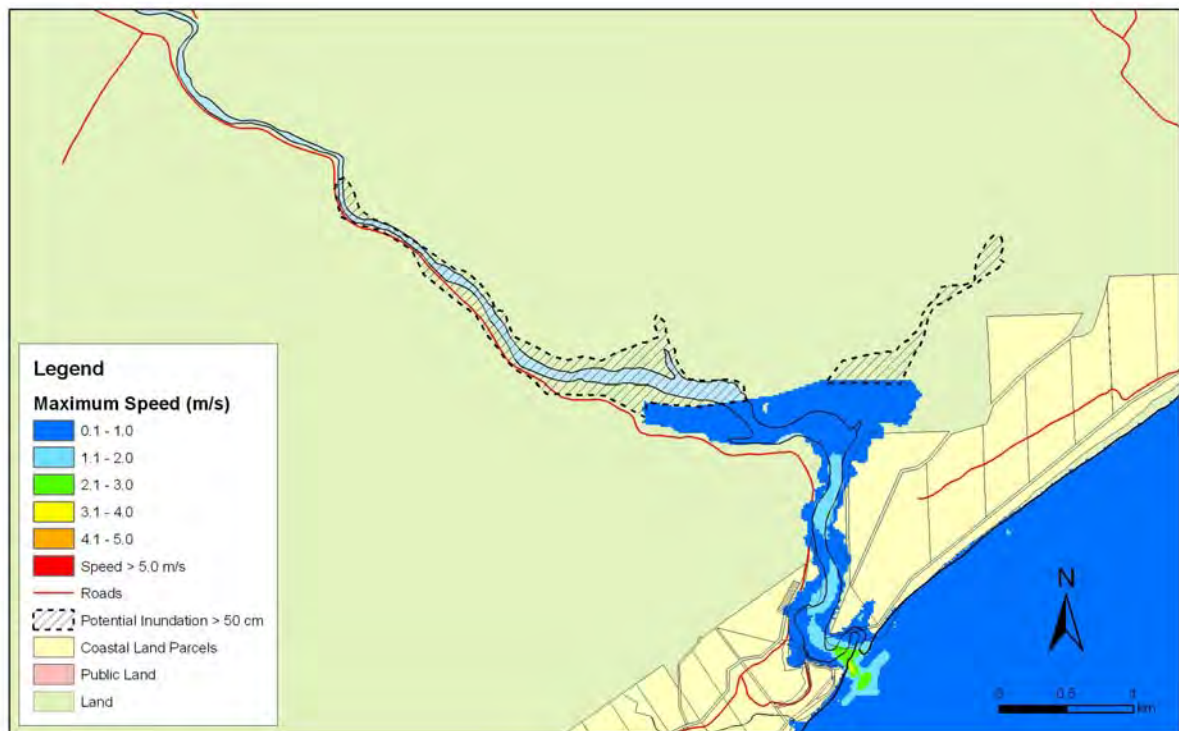 Legend
Maximum Speed (m/s)
0.1 - 1.0
1.1 - 2.0
2.1 - 3.0
3.1 - 4.0
4.1 - 5.0
Speed > 5.0 m/s
Roads
Potential Inundation > 50 cm
Coastal Land Parcels
Public Land
Land
N
0 0.5 1
km